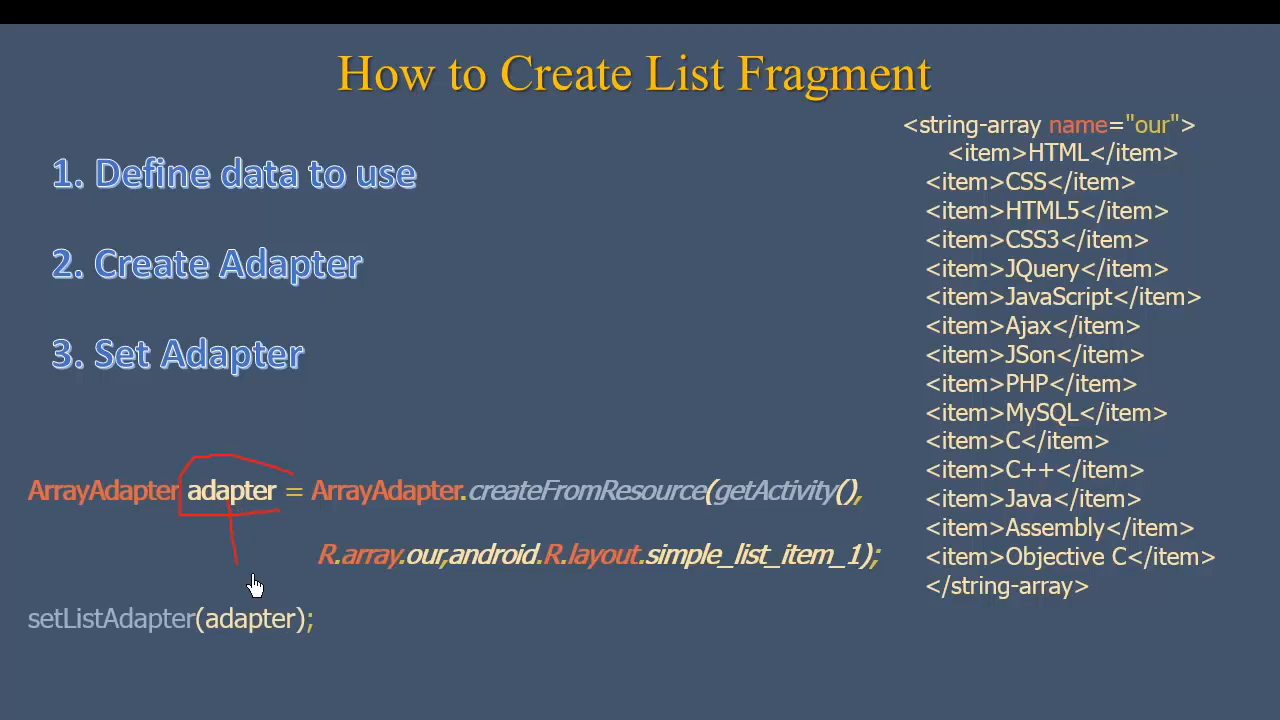 How to Create List Fragment
1. Define data to use
2. Create Adapter
3. Set Adapter
ArrayAdapter adapter = ArrayAdapter.createFromResource(getActivity(),
R.array.our,android.R.layout.simple_list_item_1);
setListAdapter(adapter);
<string-array name="our">
<item>HTML</item>
<item>CSS</item>
<item>HTML5</item>
<item>CSS3</item>
<item>JQuery</item>
<item>JavaScript</item>
<item>Ajax</item>
<item>JSon</item>
<item>PHP</item>
<item>MySQL</item>
<item>C</item>
<item>C++</item>
<item>Java</item>
<item>Assembly</item>
<item>Objective C</item>
</string-array>